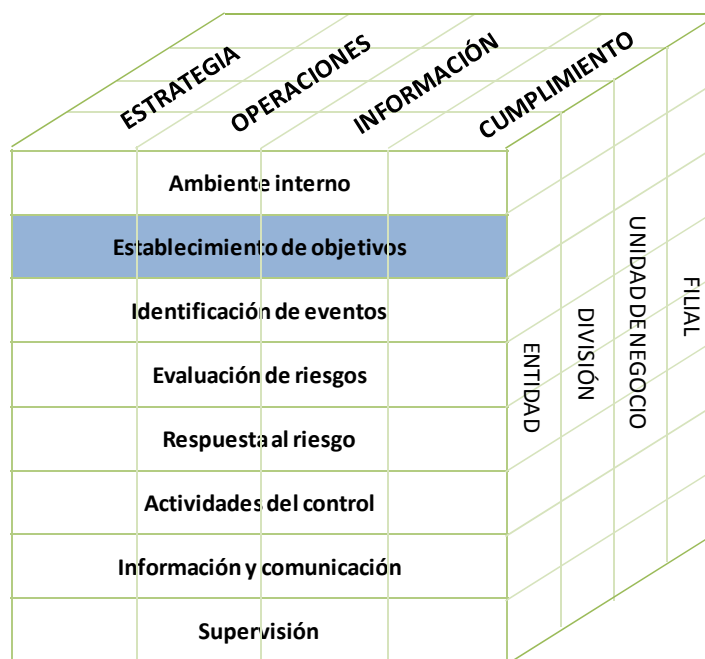 ESTRATEGIA
OPERACIONES
INFORMACIÓN
CUMPLIMIENTO
Ambiente interno
Establecimiento de objetivos
Identificación de eventos
Evaluación de riesgos
Respuesta al riesgo
Actividades del control
Información y comunicación
Supervisión
ENTIDAD
DIVISIÓN
UNIDAD DE NEGOCIO
FILIAL